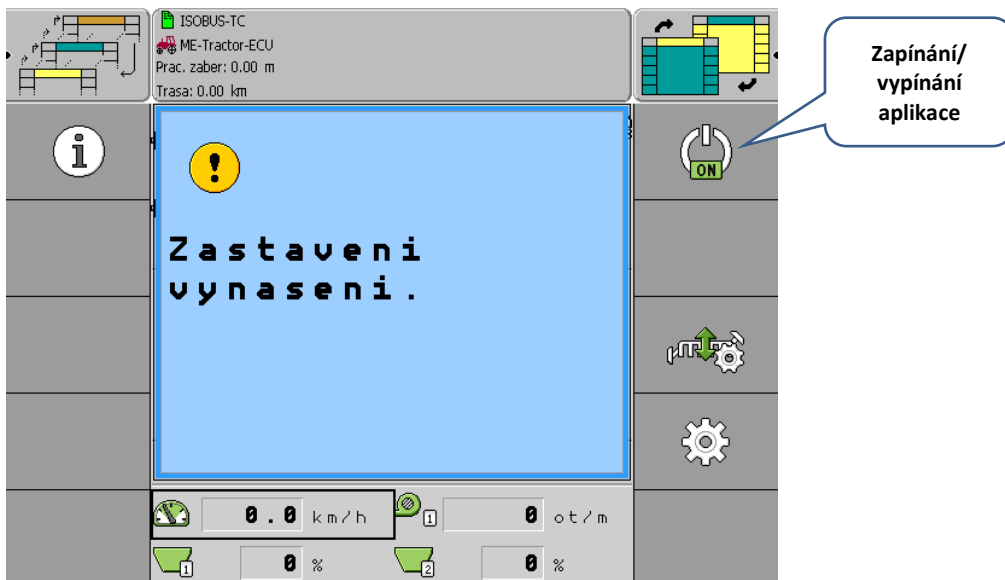 ISOBUS-TC
ME-Tractor-ECU
Prac. zaber: 0.00 m
Trasa: 0.00 km
Zapínání/
vypínání
aplikace
i
ON
!
Zastaveni
vynaseni.
0.0 km/h 1 0 ot/m
1 0 % 2 0 %